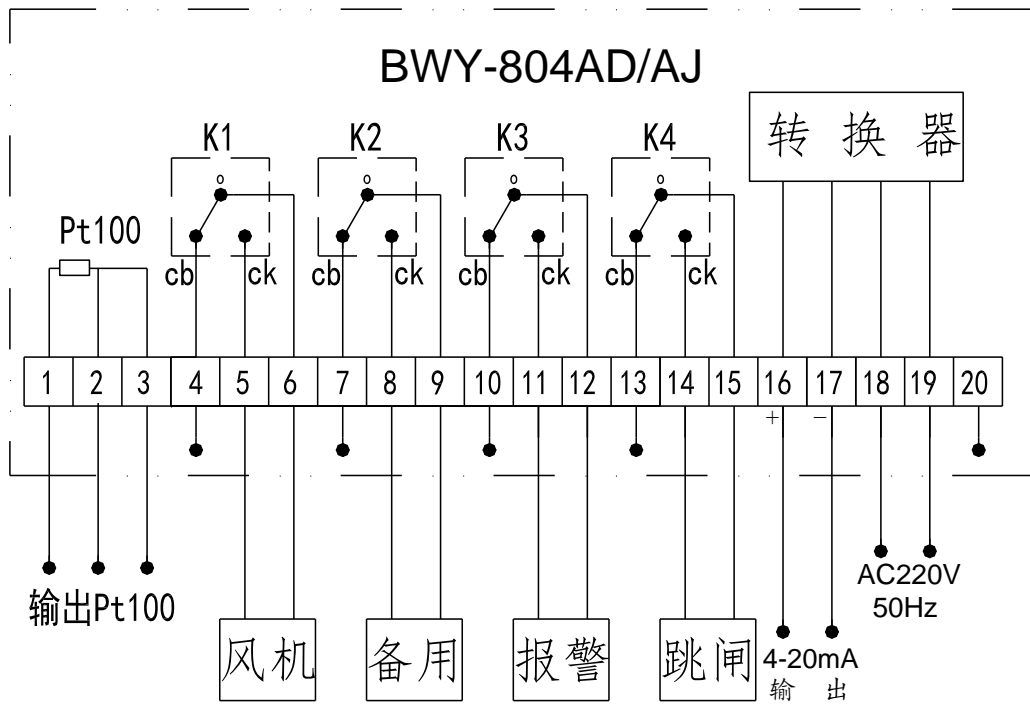 BWY-804AD/AJ
转换器
K1 K2 K3 K4
o o o o
Pt100
cb ck cb ck cb ck cb ck
1 2 3 4 5 6 7 8 9 10 11 12 13 14 15 16 17 18 19 20
+ −
AC220V
50Hz
输出Pt100
风机 备用 报警 跳闸
4-20mA
输出